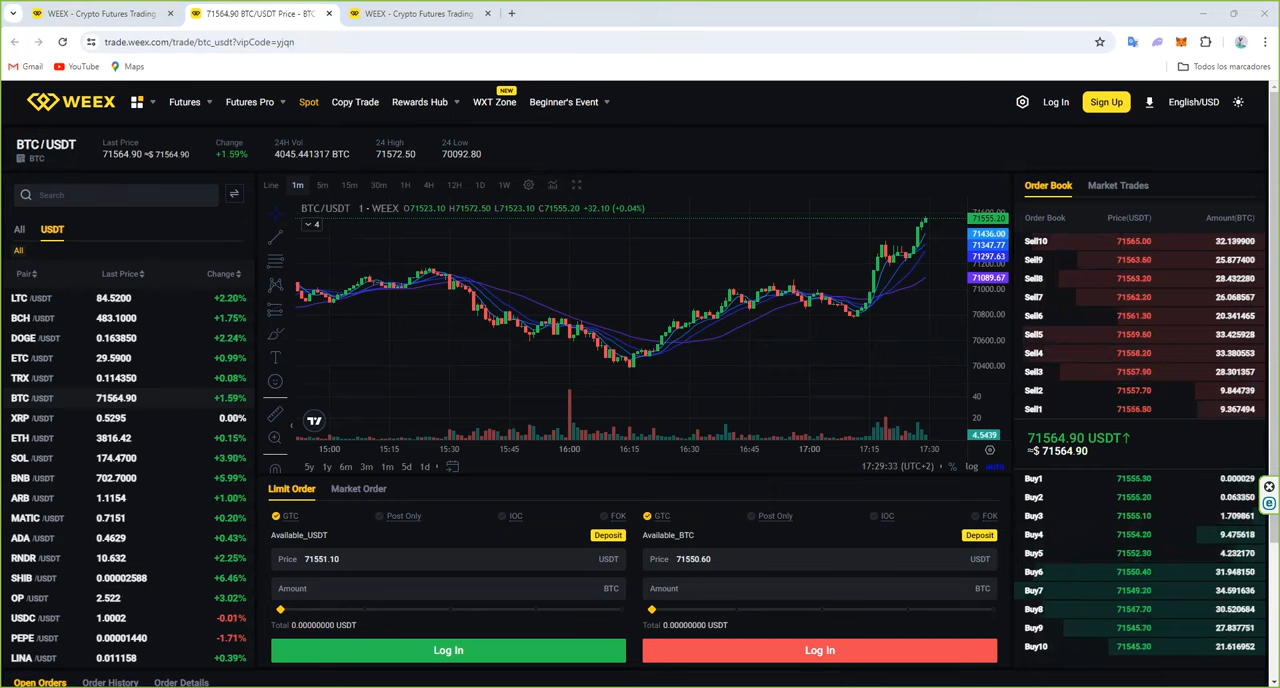 WEEX - Crypto Futures Trading
71564.90 BTC/USDT Price - BTC
WEEX - Crypto Futures Trading
trade.weex.com/trade/btc_usdt?vipCode=yjqn
Gmail YouTube Maps Todos los marcadores
WEEX Futures Futures Pro Spot Copy Trade Rewards Hub WXT Zone NEW Beginner's Event Log In Sign Up English/USD
BTC/USDT Last Price Change 24H Vol 24 High 24 Low
BTC 71564.90 ≈$ 71564.90 +1.59% 4045.441317 BTC 71572.50 70092.80
Search
All USDT
All
Pair Last Price Change
LTC /USDT 84.5200 +2.20%
BCH /USDT 483.1000 +1.75%
DOGE /USDT 0.163850 +2.24%
ETC /USDT 29.5900 +0.99%
TRX /USDT 0.114350 +0.08%
BTC /USDT 71564.90 +1.59%
XRP /USDT 0.5295 0.00%
ETH /USDT 3816.42 +0.15%
SOL /USDT 174.4700 +3.90%
BNB /USDT 702.7000 +5.99%
ARB /USDT 1.1154 +1.00%
MATIC /USDT 0.7151 +0.20%
ADA /USDT 0.4629 +0.43%
RNDR /USDT 10.632 +2.25%
SHIB /USDT 0.00002588 +6.46%
OP /USDT 2.522 +3.02%
USDC /USDT 1.0002 -0.01%
PEPE /USDT 0.00001440 -1.71%
LINA /USDT 0.011158 +0.39%
Line 1m 5m 15m 30m 1H 4H 12H 1D 1W
BTC/USDT 1 - WEEX O71523.10 H71572.50 L71523.10 C71555.20 +32.10 (+0.04%)
4
71555.20
71436.00
71347.77
71297.63
71200.00
71089.67
71000.00
70800.00
70600.00
70400.00
40
20
4.5439
15:00 15:15 15:30 15:45 16:00 16:15 16:30 16:45 17:00 17:15 17:30
5y 1y 6m 3m 1m 5d 1d 17:29:33 (UTC+2) % log auto
Limit Order Market Order
GTC Post Only IOC FOK
Available_USDT Deposit
Price 71551.10 USDT
Amount BTC
Total 0.00000000 USDT
Log In
GTC Post Only IOC FOK
Available_BTC Deposit
Price 71550.60 USDT
Amount BTC
Total 0.00000000 USDT
Log In
Order Book Market Trades
Order Book Price(USDT) Amount(BTC)
Sell10 71565.00 32.139900
Sell9 71563.60 25.877400
Sell8 71563.20 28.432280
Sell7 71562.20 26.068567
Sell6 71561.30 20.341465
Sell5 71559.60 33.425928
Sell4 71558.20 33.380553
Sell3 71557.90 28.301357
Sell2 71557.70 9.844739
Sell1 71556.80 9.367494
71564.90 USDT↑
≈$ 71564.90
Buy1 71555.30 0.000029
Buy2 71555.20 0.063350
Buy3 71555.10 1.709861
Buy4 71554.20 9.475618
Buy5 71552.30 4.232170
Buy6 71550.40 31.948150
Buy7 71549.20 34.591636
Buy8 71547.70 30.520684
Buy9 71545.70 27.837751
Buy10 71545.30 21.616952
Open Orders Order History Order Details